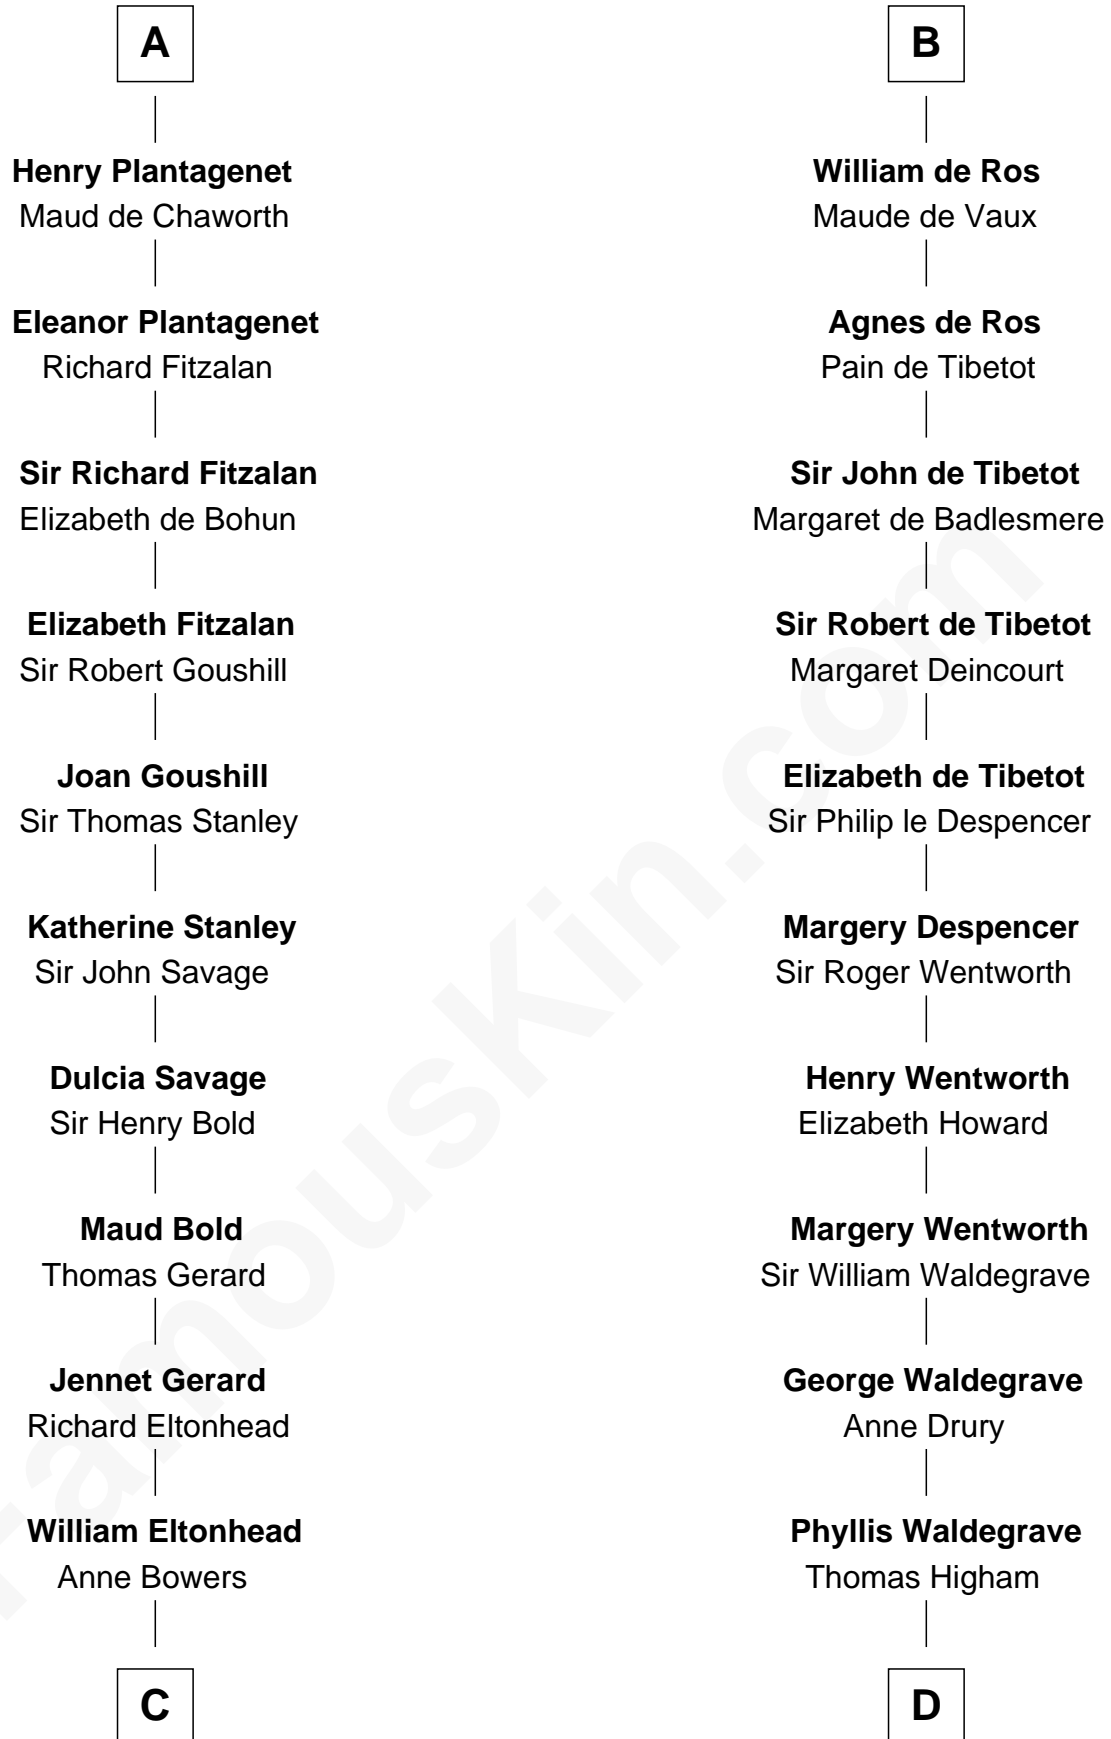 A
Henry Plantagenet
Maud de Chaworth
Eleanor Plantagenet
Richard Fitzalan
Sir Richard Fitzalan
Elizabeth de Bohun
Elizabeth Fitzalan
Sir Robert Goushill
Joan Goushill
Sir Thomas Stanley
Katherine Stanley
Sir John Savage
Dulcia Savage
Sir Henry Bold
Maud Bold
Thomas Gerard
Jennet Gerard
Richard Eltonhead
William Eltonhead
Anne Bowers
C
B
William de Ros
Maude de Vaux
Agnes de Ros
Pain de Tibetot
Sir John de Tibetot
Margaret de Badlesmere
Sir Robert de Tibetot
Margaret Deincourt
Elizabeth de Tibetot
Sir Philip le Despencer
Margery Despencer
Sir Roger Wentworth
Henry Wentworth
Elizabeth Howard
Margery Wentworth
Sir William Waldegrave
George Waldegrave
Anne Drury
Phyllis Waldegrave
Thomas Higham
D
FamousKin.com